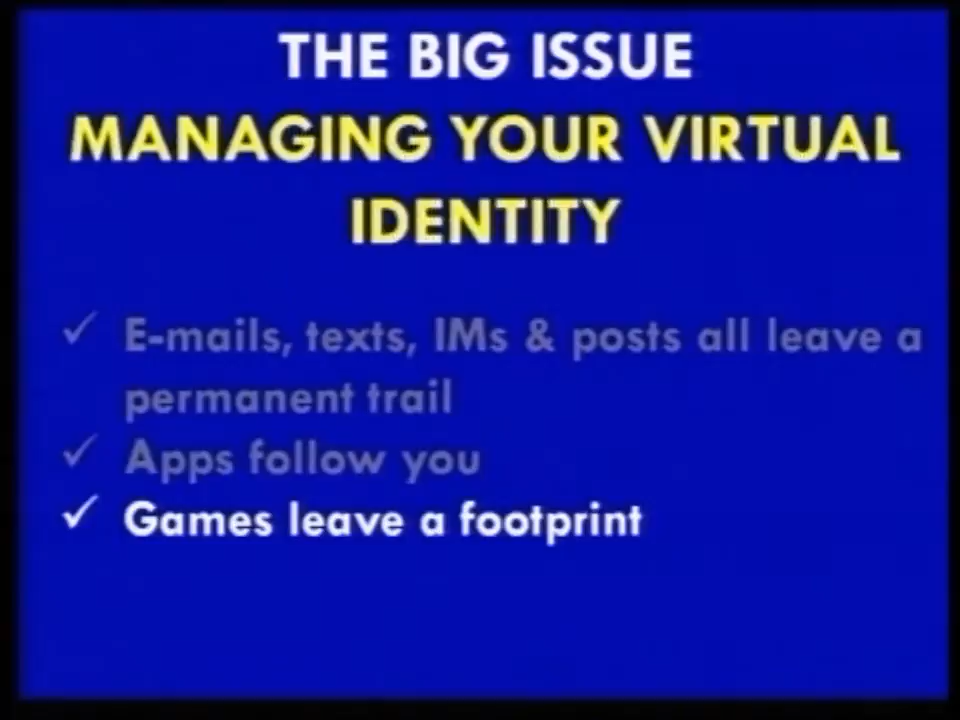 THE BIG ISSUE
MANAGING YOUR VIRTUAL
IDENTITY
✓ E-mails, texts, IMs & posts all leave a
permanent trail
✓ Apps follow you
✓ Games leave a footprint